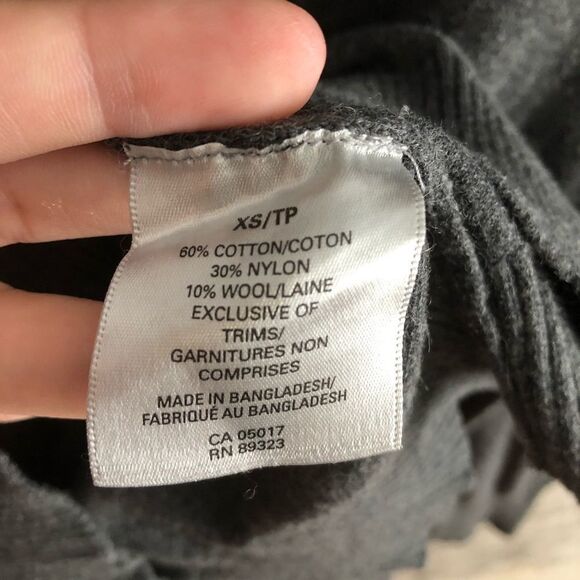 XS/TP
60% COTTON/COTON
30% NYLON
10% WOOL/LAINE
EXCLUSIVE OF
TRIMS/
GARNITURES NON
COMPRISES
MADE IN BANGLADESH/
FABRIQUÉ AU BANGLADESH
CA 05017
RN 89323